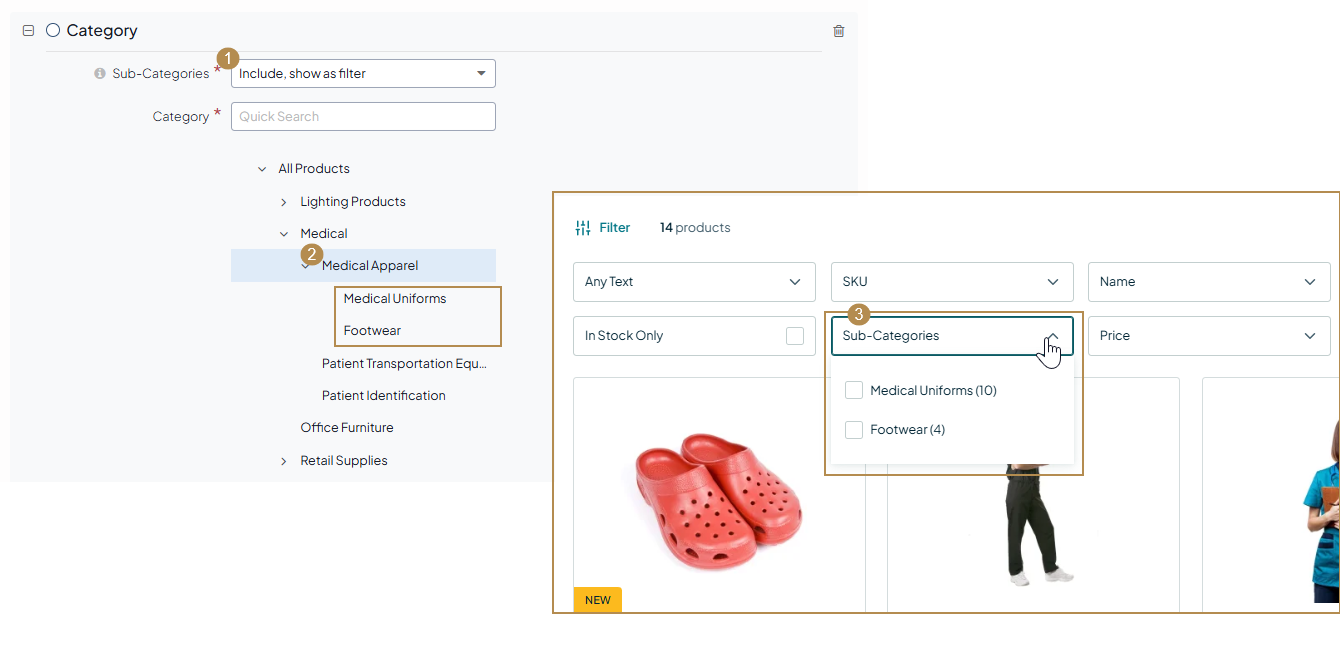 Category
1
Sub-Categories * Include, show as filter
Category * Quick Search
All Products
Lighting Products
Medical
2
Medical Apparel
Medical Uniforms
Footwear
Patient Transportation Equ...
Patient Identification
Office Furniture
Retail Supplies
Filter 14 products
Any Text SKU Name
3
In Stock Only Sub-Categories Price
Medical Uniforms (10)
Footwear (4)
NEW